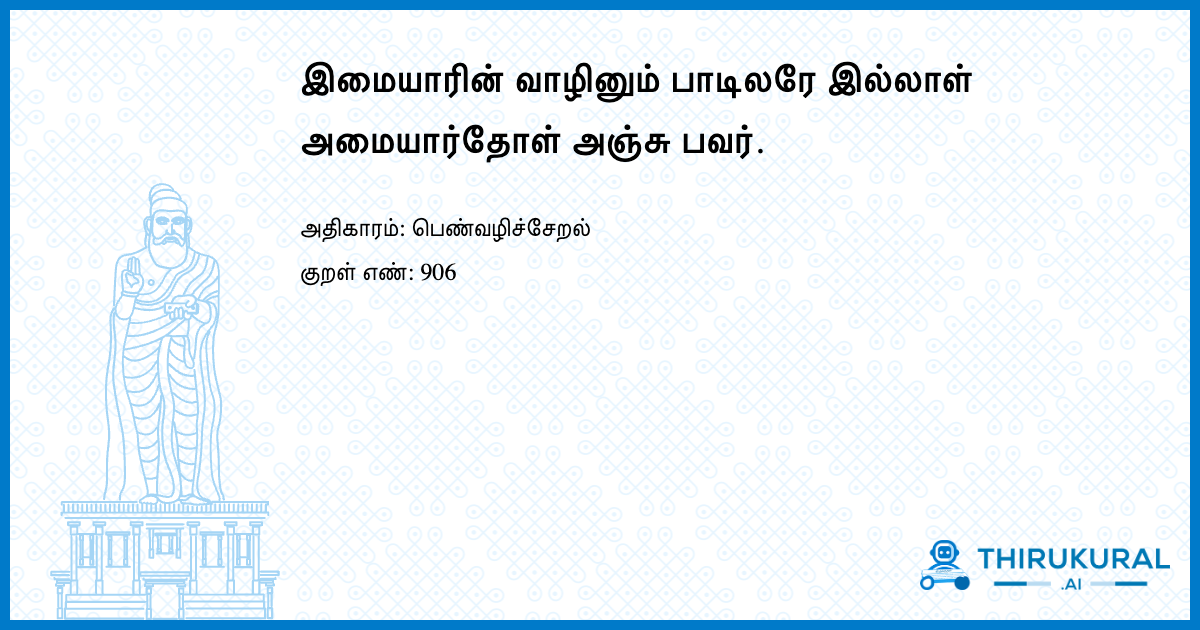 இமையாரின் வாழினும் பாடிலரே இல்லாள்
அமையார்தோள் அஞ்சு பவர்.
அதிகாரம்: பெண்வழிச்சேறல்
குறள் எண்: 906
THIRUKURAL
.AI